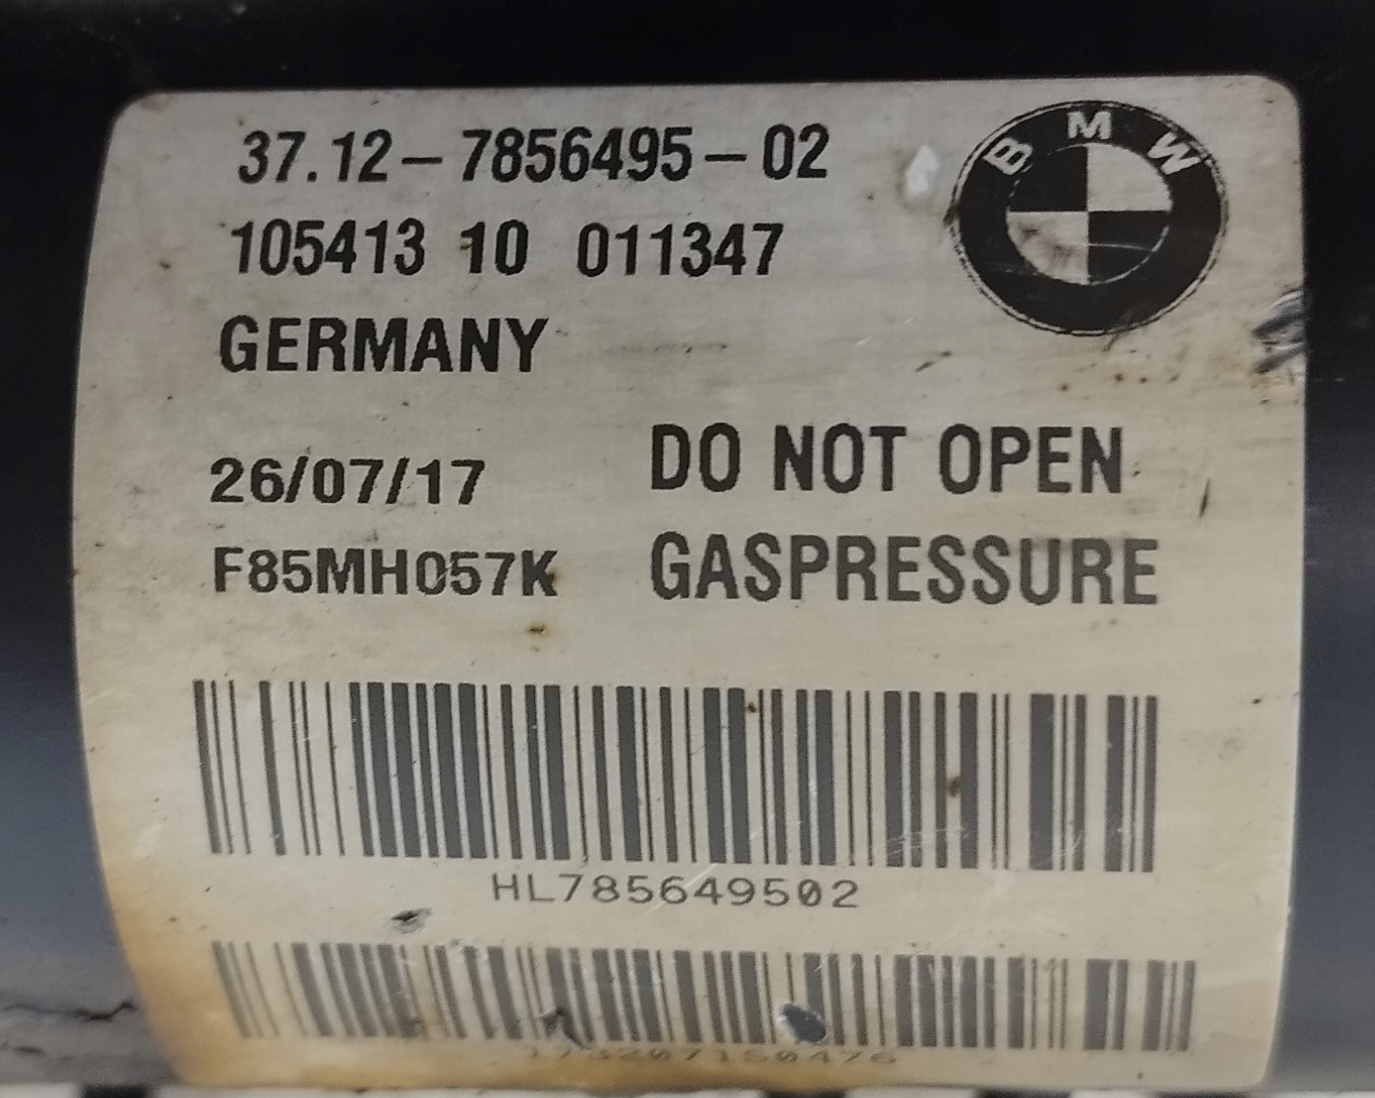 37.12-7856495-02
BMW
105413 10 011347
GERMANY
26/07/17
DO NOT OPEN
F85MH057K
GASPRESSURE
HL785649502